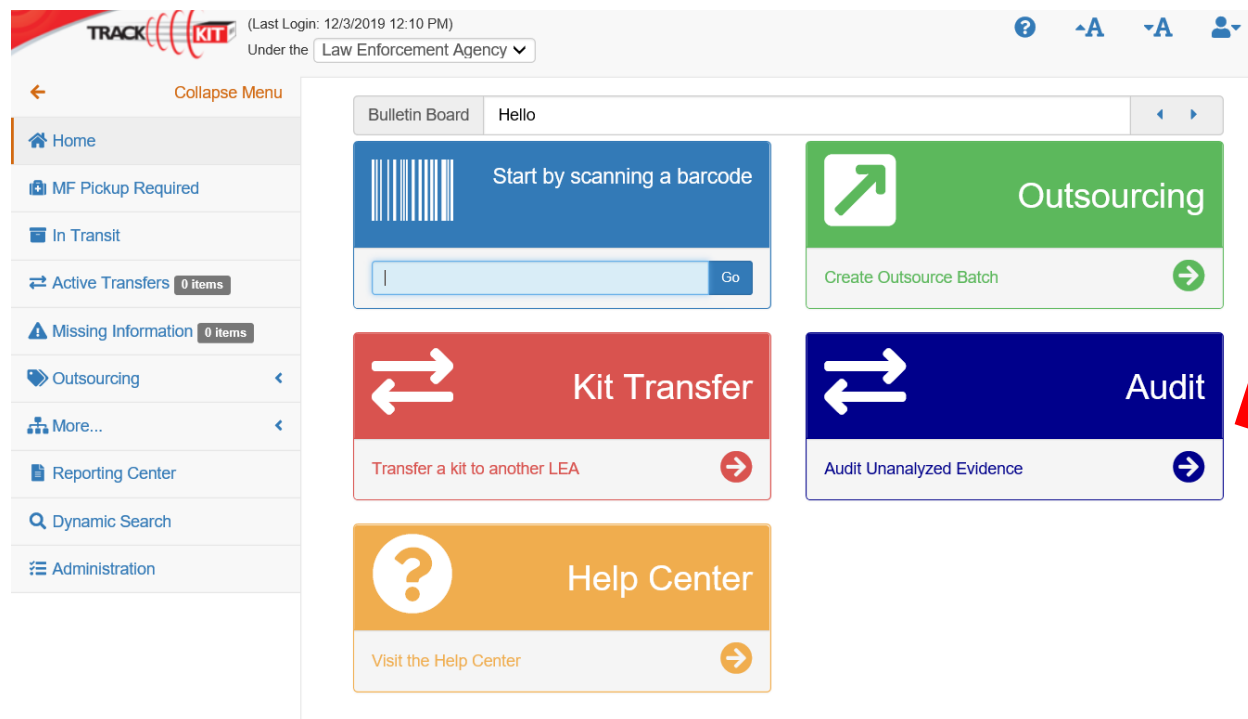 TRACK KIT
(Last Login: 12/3/2019 12:10 PM)
Under the Law Enforcement Agency
A A
Collapse Menu
Home
MF Pickup Required
In Transit
Active Transfers 0 items
Missing Information 0 items
Outsourcing
More...
Reporting Center
Dynamic Search
Administration
Bulletin Board Hello
Start by scanning a barcode
Go
Outsourcing
Create Outsource Batch
Kit Transfer
Transfer a kit to another LEA
Audit
Audit Unanalyzed Evidence
Help Center
Visit the Help Center